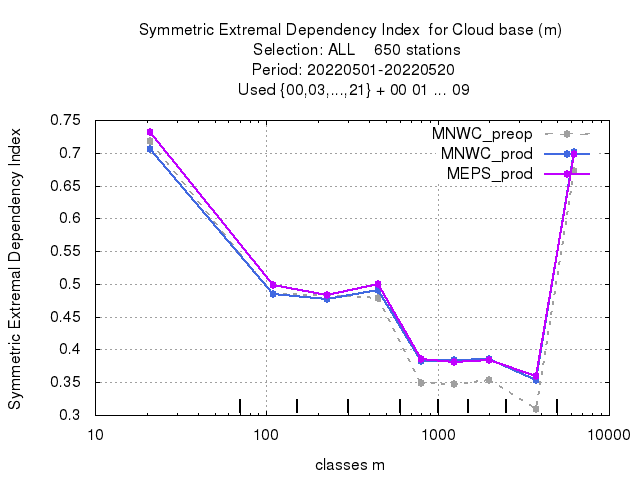 Symmetric Extremal Dependency Index  for Cloud base (m)
Selection: ALL    650 stations
Period: 20220501-20220520
Used {00,03,...,21} + 00 01 ... 09
Symmetric Extremal Dependency Index
0.75
0.7
0.65
0.6
0.55
0.5
0.45
0.4
0.35
0.3
MNWC_preop
MNWC_prod
MEPS_prod
10 100 1000 10000
classes m